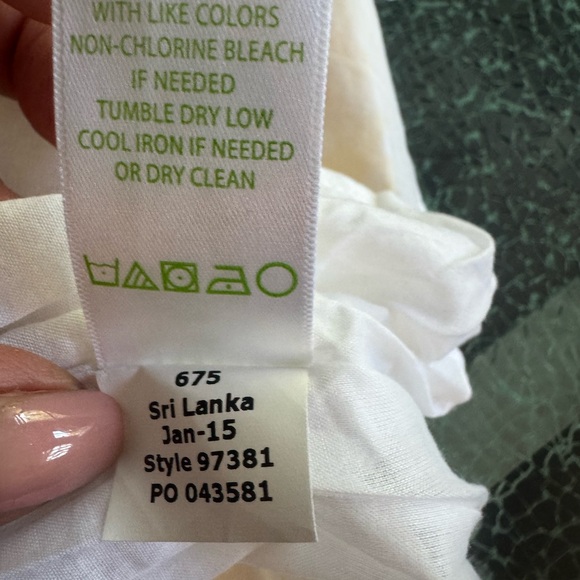 WITH LIKE COLORS
NON-CHLORINE BLEACH
IF NEEDED
TUMBLE DRY LOW
COOL IRON IF NEEDED
OR DRY CLEAN
675
Sri Lanka
Jan-15
Style 97381
PO 043581